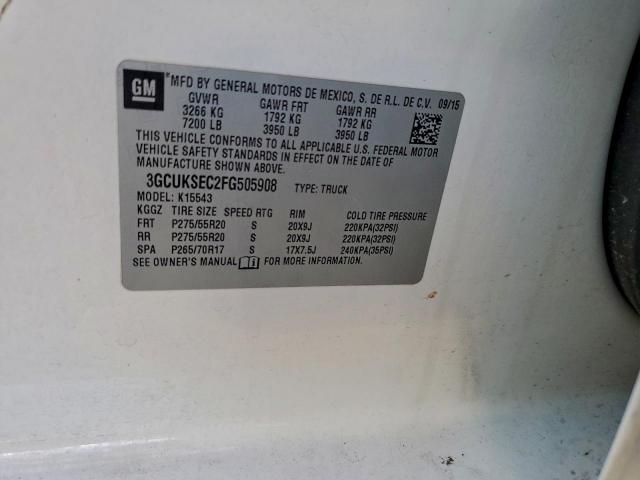 GM
*MFD BY GENERAL MOTORS DE MEXICO, S. DE R.L. DE C.V. 09/15
GVWR GAWR FRT GAWR RR
3266 KG 1792 KG 1792 KG
7200 LB 3950 LB 3950 LB
THIS VEHICLE CONFORMS TO ALL APPLICABLE U.S. FEDERAL MOTOR
VEHICLE SAFETY STANDARDS IN EFFECT ON THE DATE OF
MANUFACTURE SHOWN ABOVE.
3GCUKSEC2FG505908 TYPE: TRUCK
MODEL: K15543
KGGZ TIRE SIZE SPEED RTG RIM COLD TIRE PRESSURE
FRT P275/55R20 S 20X9J 220KPA(32PSI)
RR P275/55R20 S 20X9J 220KPA(32PSI)
SPA P265/70R17 S 17X7.5J 240KPA(35PSI)
SEE OWNER'S MANUAL FOR MORE INFORMATION.